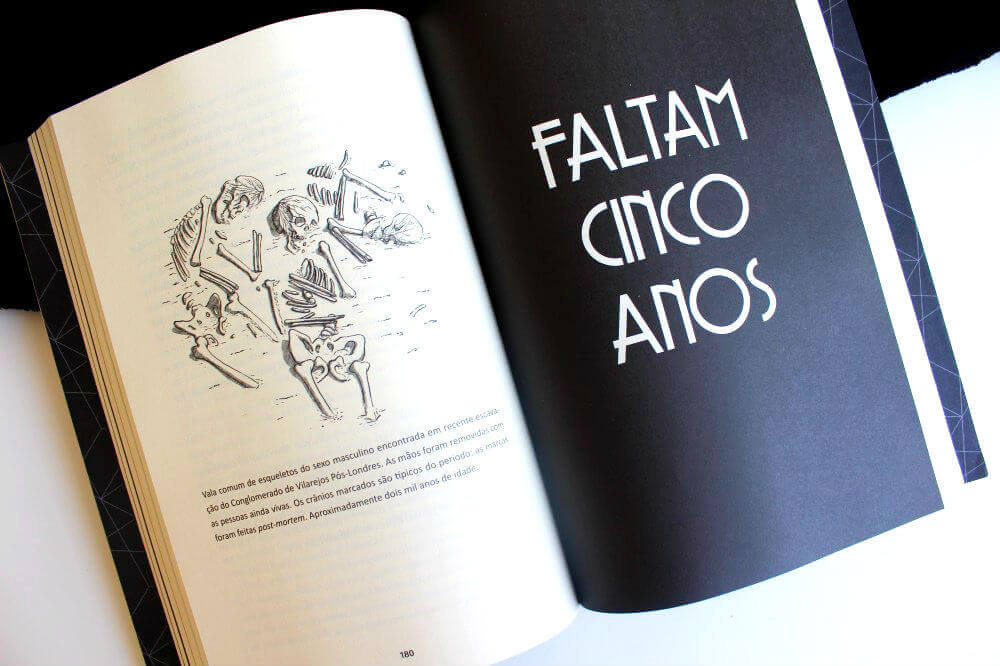 Vala comum de esqueletos do sexo masculino encontrada em recente escava-
ção do Conglomerado de Vilarejos Pós-Londres. As mãos foram removidas com
as pessoas ainda vivas. Os crânios marcados são típicos do período: as marcas
foram feitas post-mortem. Aproximadamente dois mil anos de idade.
180
FALTAM
CINCO
ANOS